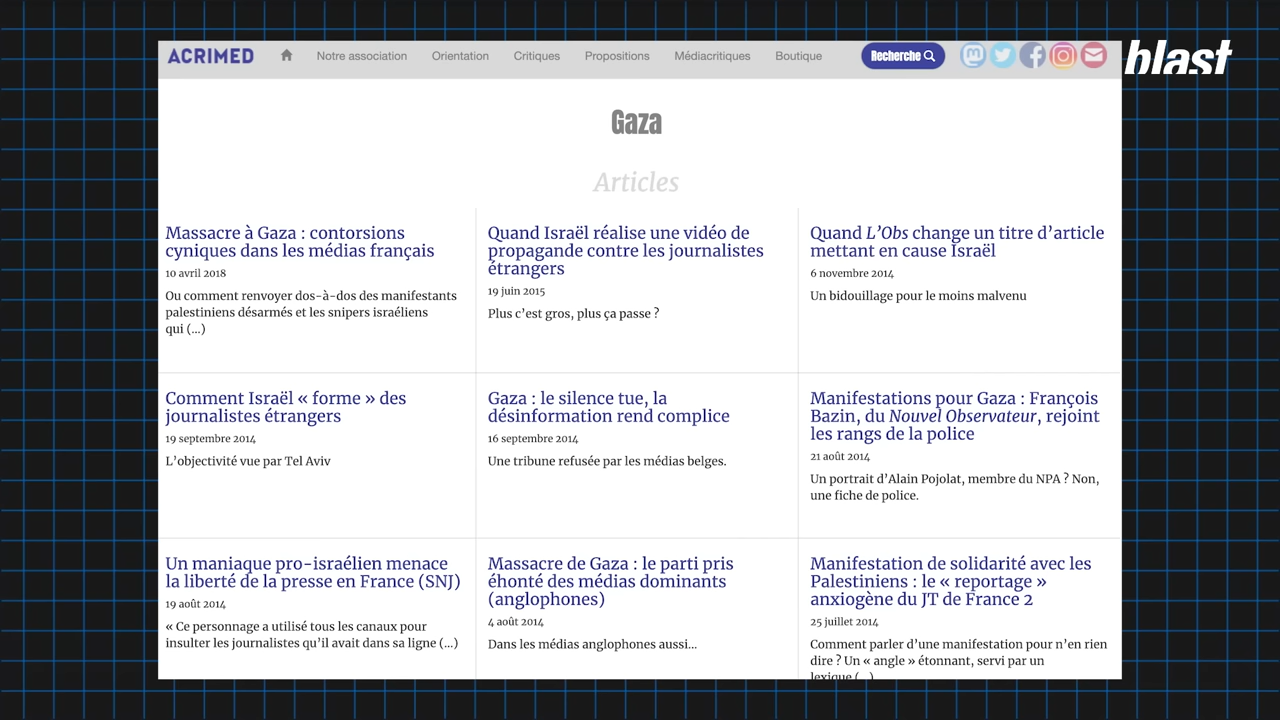 ACRIMED Notre association Orientation Critiques Propositions Médiacritiques Boutique Recherche
blast
Gaza
Articles
Massacre à Gaza : contorsions
cyniques dans les médias français
10 avril 2018
Ou comment renvoyer dos-à-dos des manifestants
palestiniens désarmés et les snipers israéliens
qui (...)
Quand Israël réalise une vidéo de
propagande contre les journalistes
étrangers
19 juin 2015
Plus c’est gros, plus ça passe ?
Quand L’Obs change un titre d’article
mettant en cause Israël
6 novembre 2014
Un bidouillage pour le moins malvenu
Comment Israël « forme » des
journalistes étrangers
19 septembre 2014
L’objectivité vue par Tel Aviv
Gaza : le silence tue, la
désinformation rend complice
16 septembre 2014
Une tribune refusée par les médias belges.
Manifestations pour Gaza : François
Bazin, du Nouvel Observateur, rejoint
les rangs de la police
21 août 2014
Un portrait d’Alain Pojolat, membre du NPA ? Non,
une fiche de police.
Un maniaque pro-israélien menace
la liberté de la presse en France (SNJ)
19 août 2014
« Ce personnage a utilisé tous les canaux pour
insulter les journalistes qu’il avait dans sa ligne (...)
Massacre de Gaza : le parti pris
éhonté des médias dominants
(anglophones)
4 août 2014
Dans les médias anglophones aussi...
Manifestation de solidarité avec les
Palestiniens : le « reportage »
anxiogène du JT de France 2
25 juillet 2014
Comment parler d’une manifestation pour n’en rien
dire ? Un « angle » étonnant, servi par un
lexique (...)